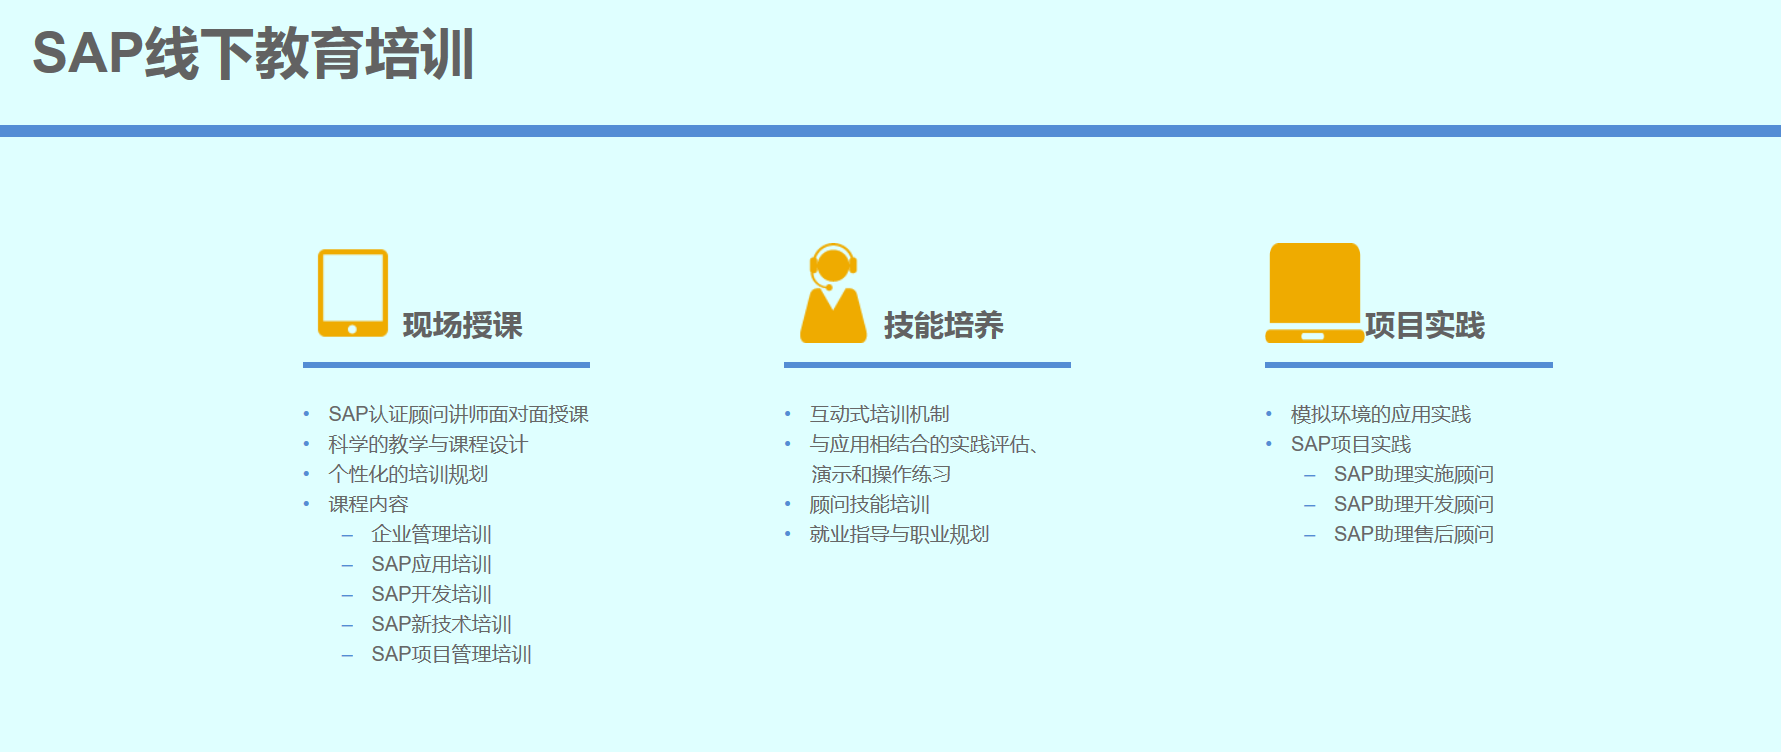 SAP线下教育培训
现场授课
• SAP认证顾问讲师面对面授课
• 科学的教学与课程设计
• 个性化的培训规划
• 课程内容
– 企业管理培训
– SAP应用培训
– SAP开发培训
– SAP新技术培训
– SAP项目管理培训
技能培养
• 互动式培训机制
• 与应用相结合的实践评估、
演示和操作练习
• 顾问技能培训
• 就业指导与职业规划
项目实践
• 模拟环境的应用实践
• SAP项目实践
– SAP助理实施顾问
– SAP助理开发顾问
– SAP助理售后顾问